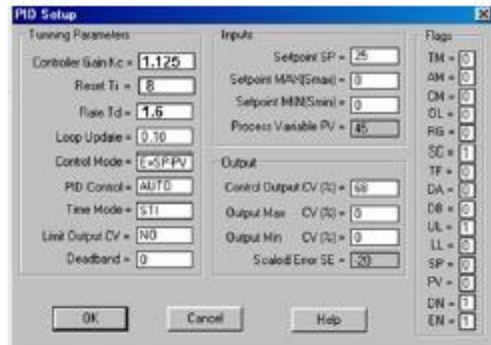 PID Setup
Tunning Parameters
Controller Gain Kc = 1.125
Reset Ti = 8
Rate Td = 1.6
Loop Update = 0.10
Control Mode = E=SP-PV
PID Control = AUTO
Time Mode = STI
Limit Output CV = NO
Deadband = 0
Inputs
Setpoint SP = 25
Setpoint MAX(Smax) = 0
Setpoint MIN(Smin) = 0
Process Variable PV = 45
Output
Control Output CV (%) = 68
Output Max CV (%) = 0
Output Min CV (%) = 0
Scaled Error SE = -20
Flags
TM = 0
AM = 0
CM = 0
OL = 0
RG = 0
SC = 1
TF = 0
DA = 0
DB = 0
UL = 1
LL = 0
SP = 0
PV = 0
DN = 1
EN = 1
OK
Cancel
Help